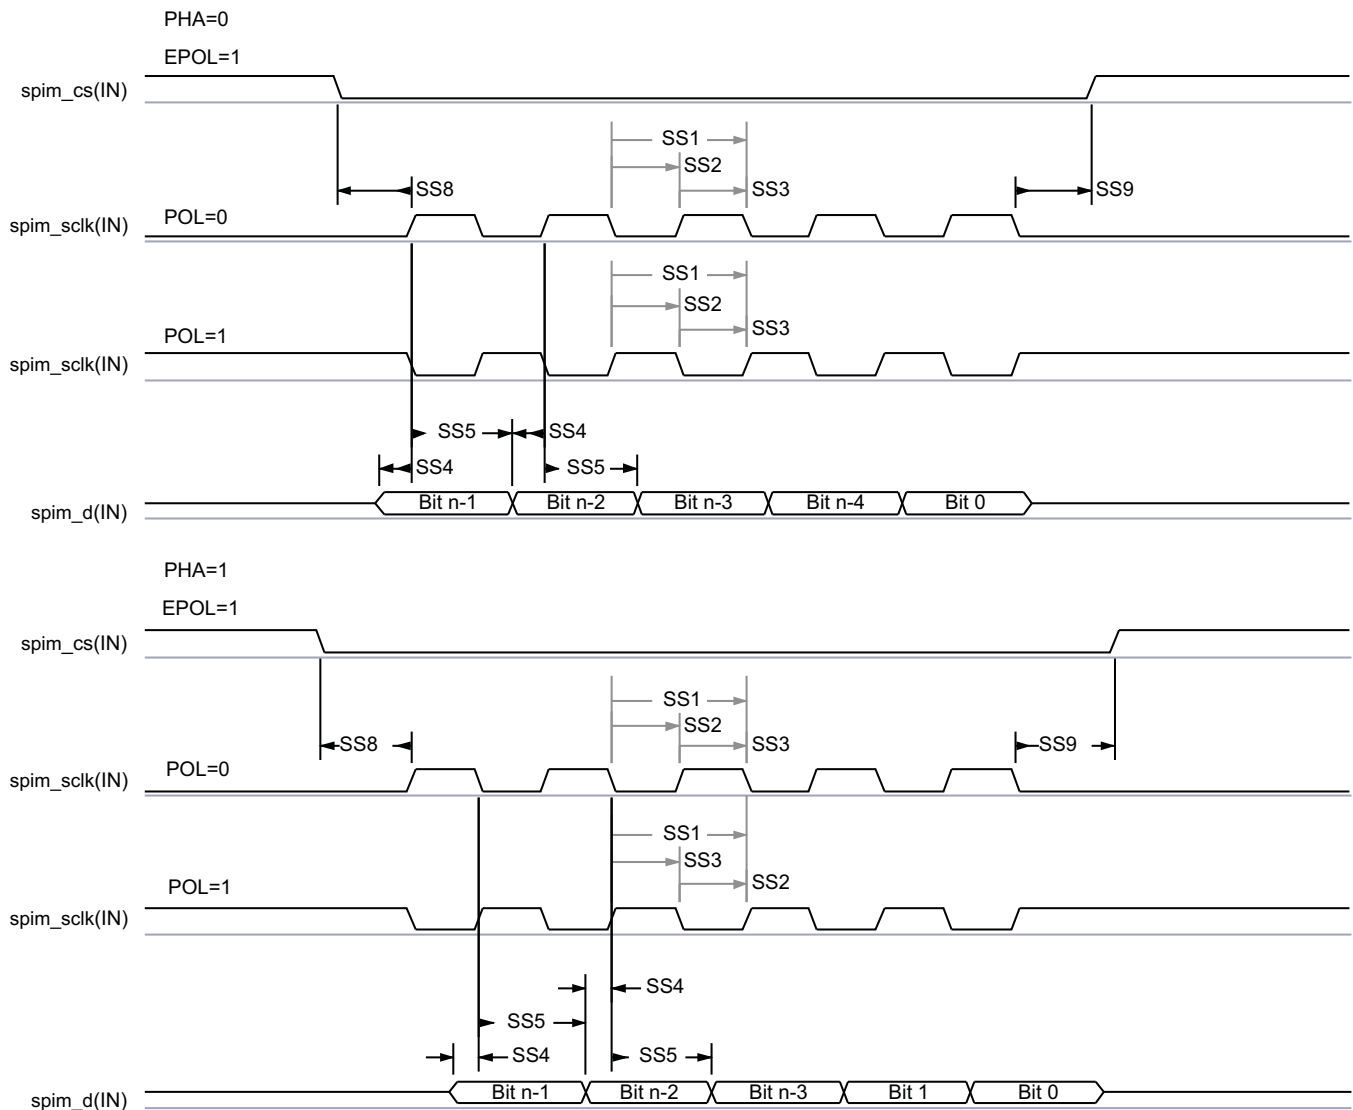 PHA=0
EPOL=1
spim_cs(IN)
SS1
SS2
SS8 SS3 SS9
POL=0
spim_sclk(IN)
SS1
SS2
SS3
POL=1
spim_sclk(IN)
SS5 SS4
SS4 SS5
spim_d(IN) Bit n-1 Bit n-2 Bit n-3 Bit n-4 Bit 0
PHA=1
EPOL=1
spim_cs(IN)
SS1
SS2
SS8 SS3 SS9
POL=0
spim_sclk(IN)
SS1
SS3
SS2
POL=1
spim_sclk(IN)
SS4
SS5
SS4 SS5
spim_d(IN) Bit n-1 Bit n-2 Bit n-3 Bit 1 Bit 0